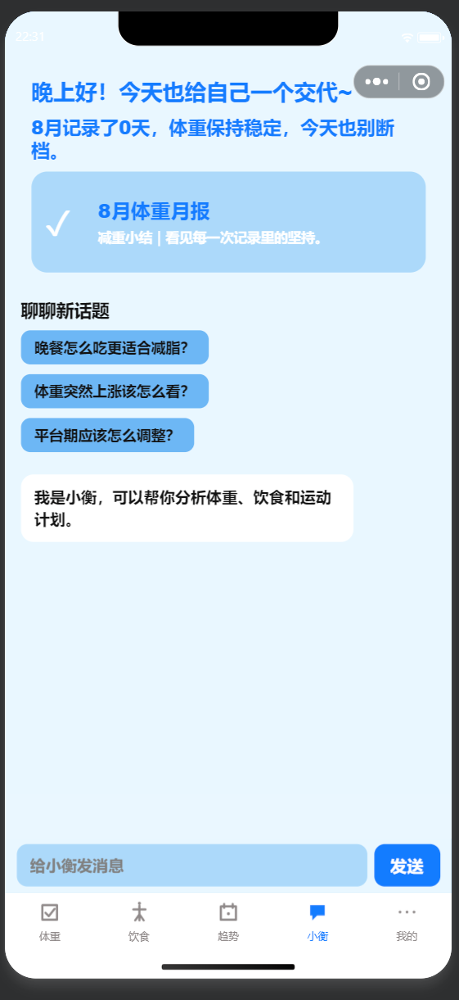 22:31
晚上好！今天也给自己一个交代~
8月记录了0天，体重保持稳定，今天也别断
档。
8月体重月报
减重小结｜看见每一次记录里的坚持。
聊聊新话题
晚餐怎么吃更适合减脂？
体重突然上涨该怎么看？
平台期应该怎么调整？
我是小衡，可以帮你分析体重、饮食和运动
计划。
给小衡发消息
发送
体重
饮食
趋势
小衡
我的